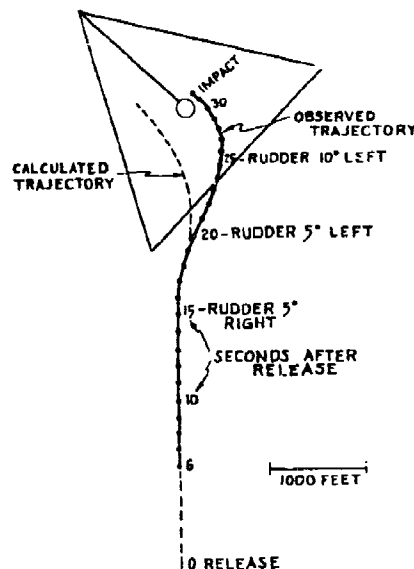 IMPACT
30
OBSERVED
TRAJECTORY
25-RUDDER 10° LEFT
CALCULATED
TRAJECTORY
20-RUDDER 5° LEFT
15-RUDDER 5°
RIGHT
SECONDS AFTER
RELEASE
10
6
1000 FEET
0 RELEASE